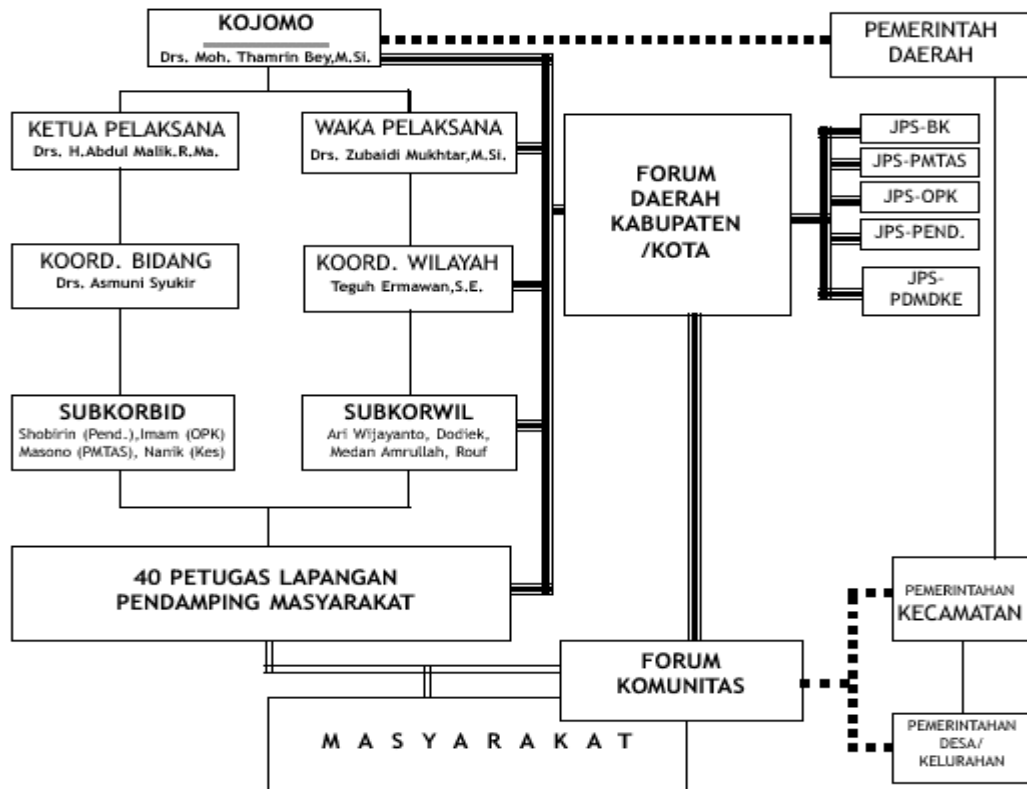 KOJOMO
Drs. Moh. Thamrin Bey,M.Si.
PEMERINTAH
DAERAH
KETUA PELAKSANA
Drs. H.Abdul Malik.R.Ma.
WAKA PELAKSANA
Drs. Zubaidi Mukhtar,M.Si.
FORUM
DAERAH
KABUPATEN
/KOTA
JPS-BK
JPS-PMTAS
JPS-OPK
JPS-PEND.
JPS-
PDMDKE
KOORD. BIDANG
Drs. Asmuni Syukir
KOORD. WILAYAH
Teguh Ermawan,S.E.
SUBKORBID
Shobirin (Pend.),Imam (OPK)
Masono (PMTAS), Nanik (Kes)
SUBKORWIL
Ari Wijayanto, Dodiek,
Medan Amrullah, Rouf
40 PETUGAS LAPANGAN
PENDAMPING MASYARAKAT
PEMERINTAHAN
KECAMATAN
FORUM
KOMUNITAS
M A S Y A R A K A T
PEMERINTAHAN
DESA/
KELURAHAN